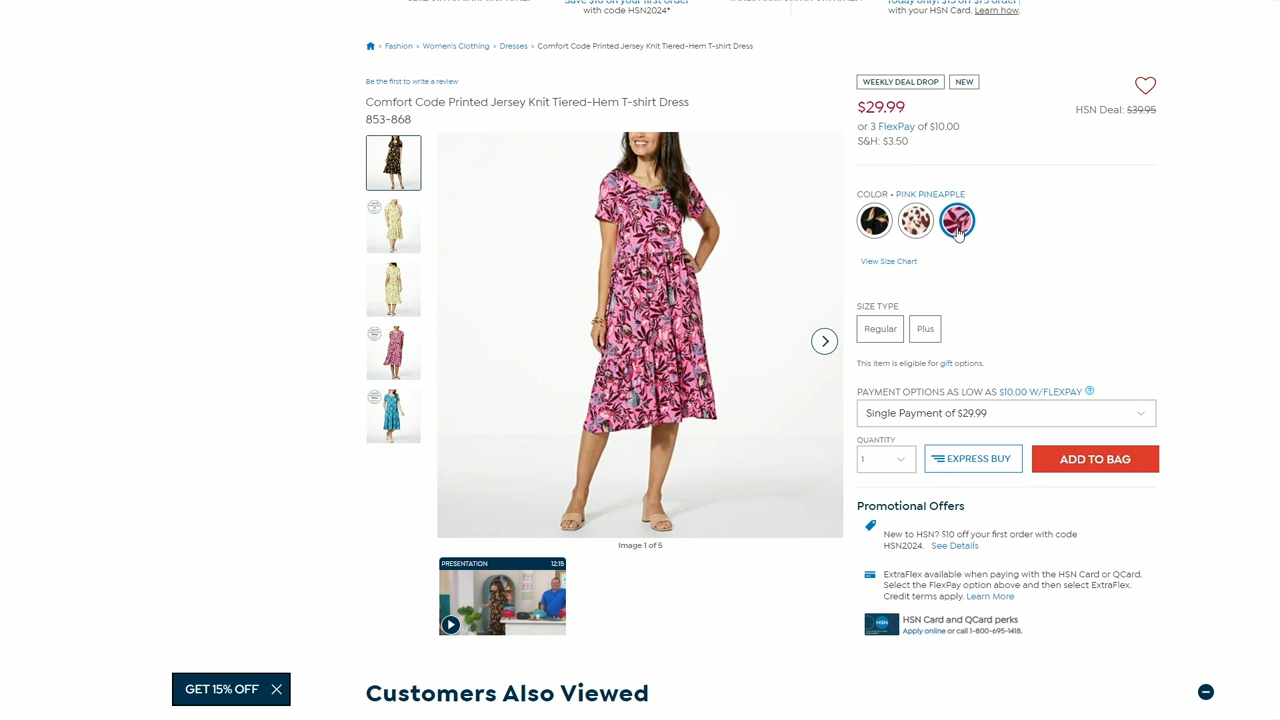 Save $10 on your first order
with code HSN2024*
with your HSN Card. Learn how.
> Fashion > Women's Clothing > Dresses > Comfort Code Printed Jersey Knit Tiered-Hem T-shirt Dress
Be the first to write a review
Comfort Code Printed Jersey Knit Tiered-Hem T-shirt Dress
853-868
WEEKLY DEAL DROP
NEW
$29.99
HSN Deal: $39.95
or 3 FlexPay of $10.00
S&H: $3.50
COLOR • PINK PINEAPPLE
View Size Chart
SIZE TYPE
Regular
Plus
This item is eligible for gift options.
PAYMENT OPTIONS AS LOW AS $10.00 W/FLEXPAY ?
Single Payment of $29.99
QUANTITY
1
EXPRESS BUY
ADD TO BAG
Image 1 of 5
PRESENTATION 12:15
Promotional Offers
New to HSN? $10 off your first order with code
HSN2024. See Details
ExtraFlex available when paying with the HSN Card or QCard.
Select the FlexPay option above and then select ExtraFlex.
Credit terms apply. Learn More
HSN
HSN Card and QCard perks
Apply online or call 1-800-695-1418.
GET 15% OFF
Customers Also Viewed